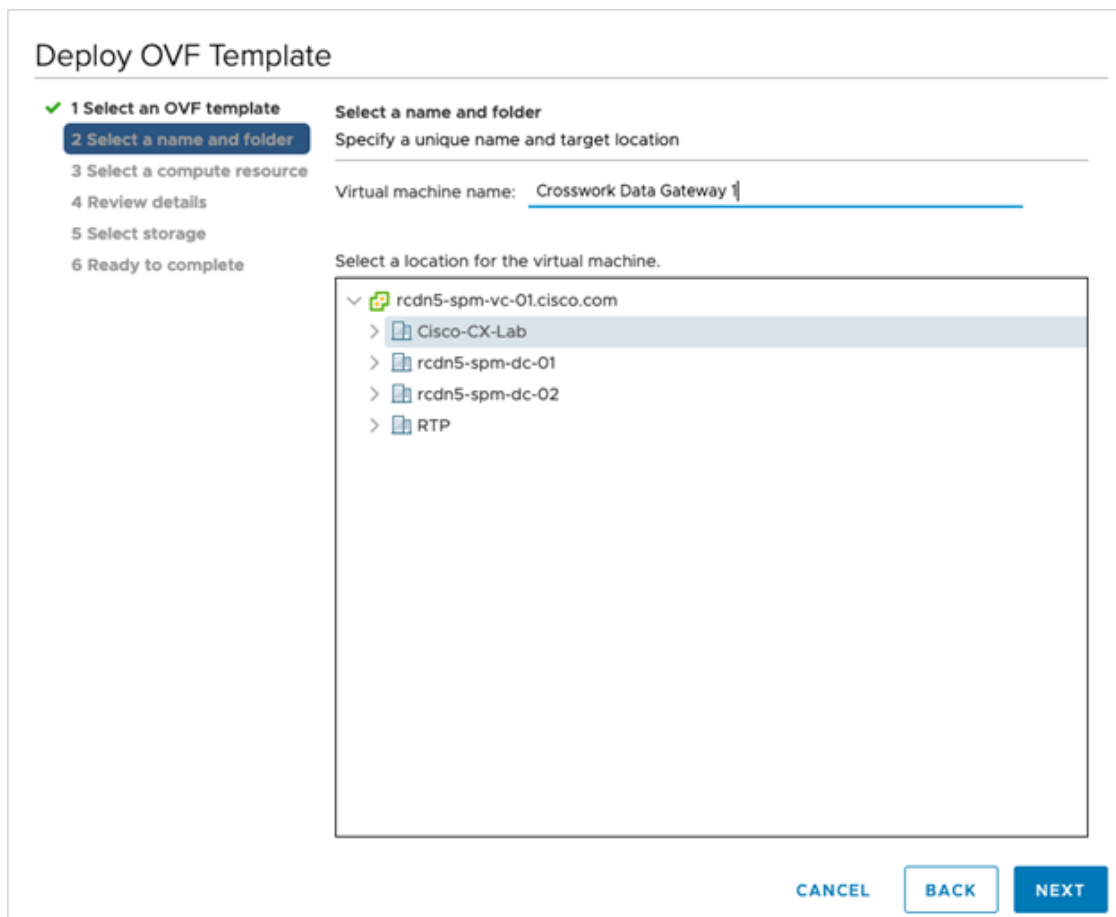 Deploy OVF Template
1 Select an OVF template
2 Select a name and folder
3 Select a compute resource
4 Review details
5 Select storage
6 Ready to complete
Select a name and folder
Specify a unique name and target location
Virtual machine name: Crosswork Data Gateway 1
Select a location for the virtual machine.
rcdn5-spm-vc-01.cisco.com
Cisco-CX-Lab
rcdn5-spm-dc-01
rcdn5-spm-dc-02
RTP
CANCEL BACK NEXT